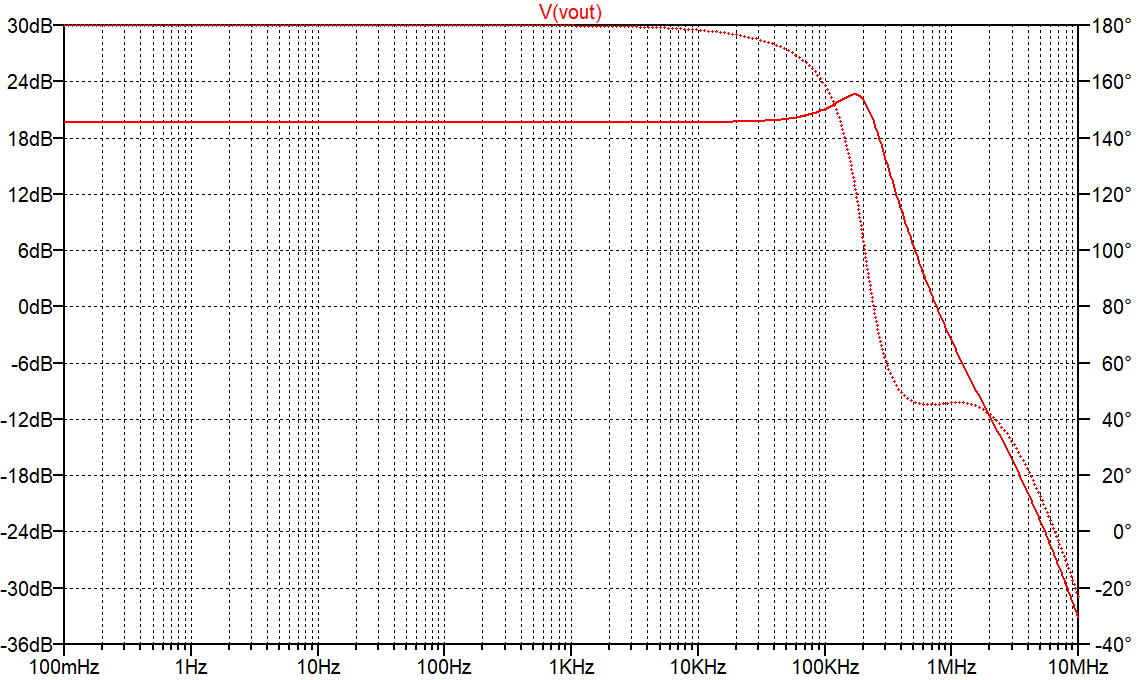 V(vout)
30dB 180°
24dB 160°
18dB 140°
12dB 120°
6dB 100°
0dB 80°
-6dB 60°
-12dB 40°
-18dB 20°
-24dB 0°
-30dB -20°
-36dB -40°
100mHz 1Hz 10Hz 100Hz 1KHz 10KHz 100KHz 1MHz 10MHz